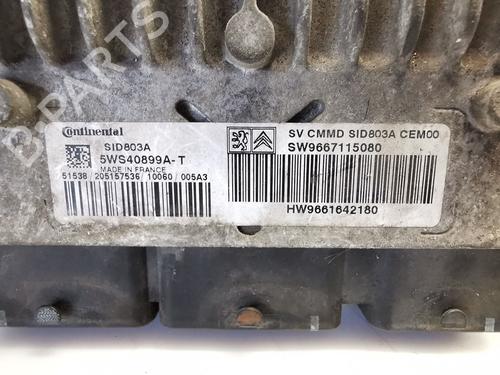 B-PARTS
Continental
SID803A
5WS40899A-T
MADE IN FRANCE
51538 / 205157536 / 10060 / 005A3
SV CMMD SID803A CEM00
SW9667115080
HW9661642180